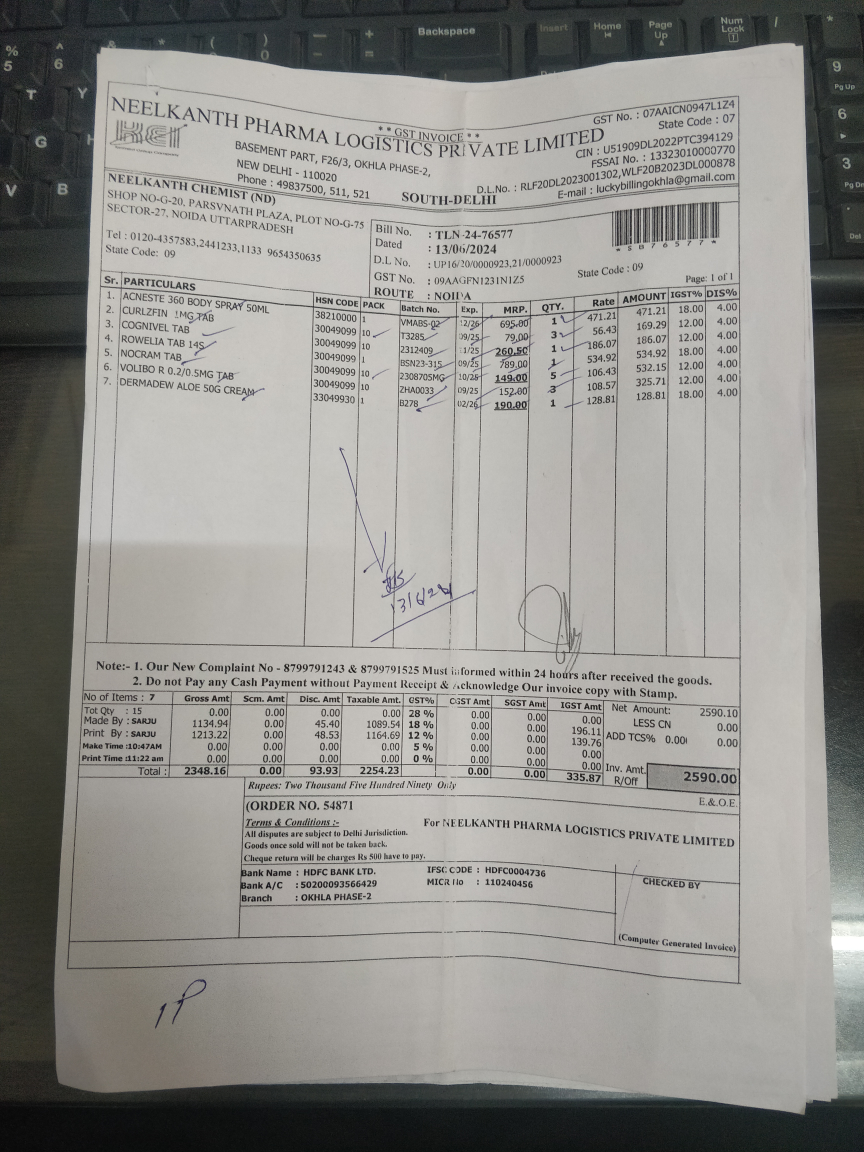 NEELKANTH PHARMA LOGISTICS PRIVATE LIMITED
* * GST INVOICE * *
BASEMENT PART, F26/3, OKHLA PHASE-2,
NEW DELHI - 110020
Phone : 49837500, 511, 521
SOUTH-DELHI
GST No. : 07AAICN0947L1Z4
State Code : 07
CIN : U51909DL2022PTC394129
FSSAI No. : 13323010000770
D.L.No. : RLF20DL2023001302,WLF20B2023DL000878
E-mail : luckybillingokhla@gmail.com
NEELKANTH CHEMIST (ND)
SHOP NO-G-20, PARSVNATH PLAZA, PLOT NO-G-75
SECTOR-27, NOIDA UTTARPRADESH
Tel : 0120-4357583,2441233,1133 9654350635
State Code: 09
Bill No. : TLN-24-76577
Dated : 13/06/2024
D.L No. : UP16/20/0000923,21/0000923
GST No. : 09AAGFN1231N1Z5
State Code : 09
ROUTE : NOIDA
*SB76577*
Page: 1 of 1
Sr. PARTICULARS HSN CODE PACK Batch No. Exp. MRP. QTY. Rate AMOUNT IGST% DIS%
1. ACNESTE 360 BODY SPRAY 50ML 38210000 1 VMABS-02 12/26 695.00 1 471.21 471.21 18.00 4.00
2. CURLZFIN 1MG TAB 30049099 10 T3285 09/25 79.00 3 56.43 169.29 12.00 4.00
3. COGNIVEL TAB 30049099 10 2312409 11/25 260.50 1 186.07 186.07 12.00 4.00
4. ROWELIA TAB 14S 30049099 1 BSN23-315 09/25 789.00 1 534.92 534.92 18.00 4.00
5. NOCRAM TAB 30049099 10 2308705MG 10/25 149.00 5 106.43 532.15 12.00 4.00
6. VOLIBO R 0.2/0.5MG TAB 30049099 10 ZHA0033 09/25 152.00 3 108.57 325.71 12.00 4.00
7. DERMADEW ALOE 50G CREAM 33049930 1 B278 02/26 190.00 1 128.81 128.81 18.00 4.00
13/6/24
Note:- 1. Our New Complaint No - 8799791243 & 8799791525 Must informed within 24 hours after received the goods.
2. Do not Pay any Cash Payment without Payment Receipt & Acknowledge Our invoice copy with Stamp.
No of Items : 7 Gross Amt Scm. Amt Disc. Amt Taxable Amt. GST% CGST Amt SGST Amt IGST Amt Net Amount: 2590.10
Tot Qty : 15 0.00 0.00 0.00 0.00 28 % 0.00 0.00 0.00 LESS CN 0.00
Made By : SARJU 1134.94 0.00 45.40 1089.54 18 % 0.00 0.00 196.11 ADD TCS% 0.00 0.00
Print By : SARJU 1213.22 0.00 48.53 1164.69 12 % 0.00 0.00 139.76
Make Time :10:47AM 0.00 0.00 0.00 0.00 5 % 0.00 0.00 0.00
Print Time :11:22 am 0.00 0.00 0.00 0.00 0 % 0.00 0.00 0.00 Inv. Amt.
Total : 2348.16 0.00 93.93 2254.23 0.00 0.00 335.87 R/Off 2590.00
Rupees: Two Thousand Five Hundred Ninety Only
E.&.O.E.
(ORDER NO. 54871
Terms & Conditions :-
All disputes are subject to Delhi Jurisdiction.
Goods once sold will not be taken back.
Cheque return will be charges Rs 500 have to pay.
For NEELKANTH PHARMA LOGISTICS PRIVATE LIMITED
Bank Name : HDFC BANK LTD. IFSC CODE : HDFC0004736
Bank A/C : 50200093566429 MICR No : 110240456
Branch : OKHLA PHASE-2
CHECKED BY
(Computer Generated Invoice)
1P
Backspace
Insert
Home
Page Up
Num Lock